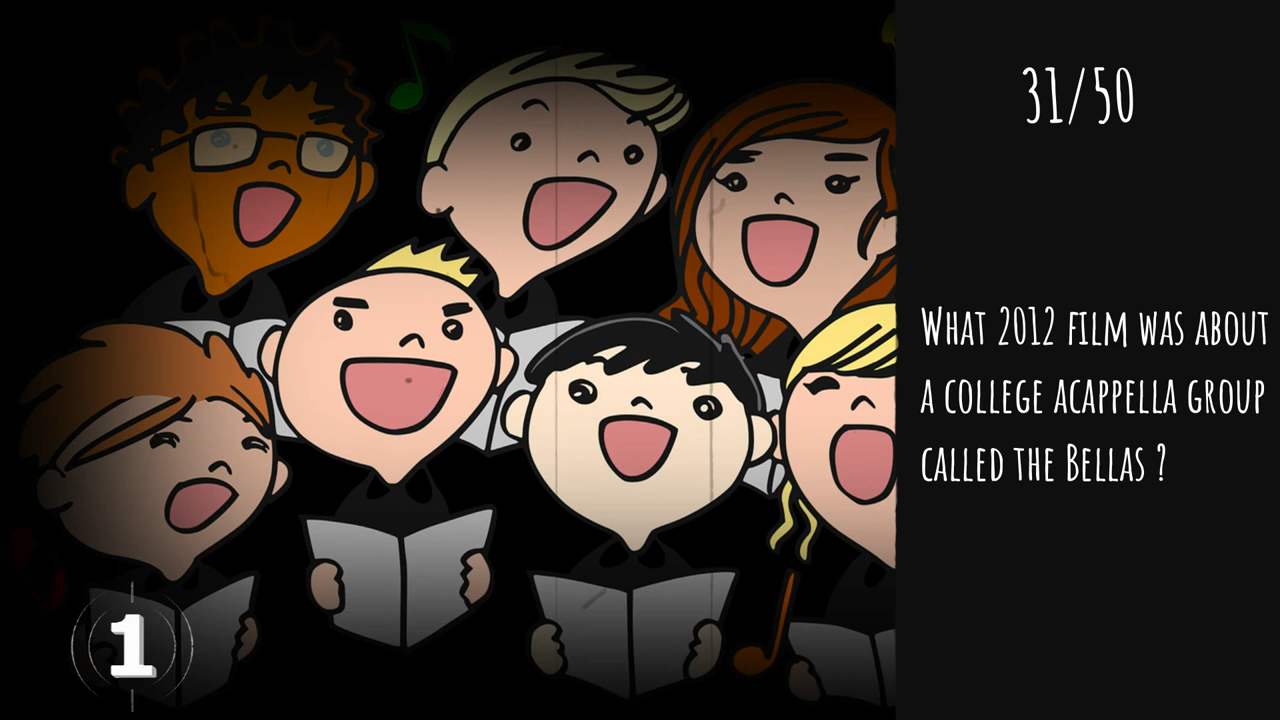 31/50
What 2012 film was about
a college acappella group
called the Bellas ?
1